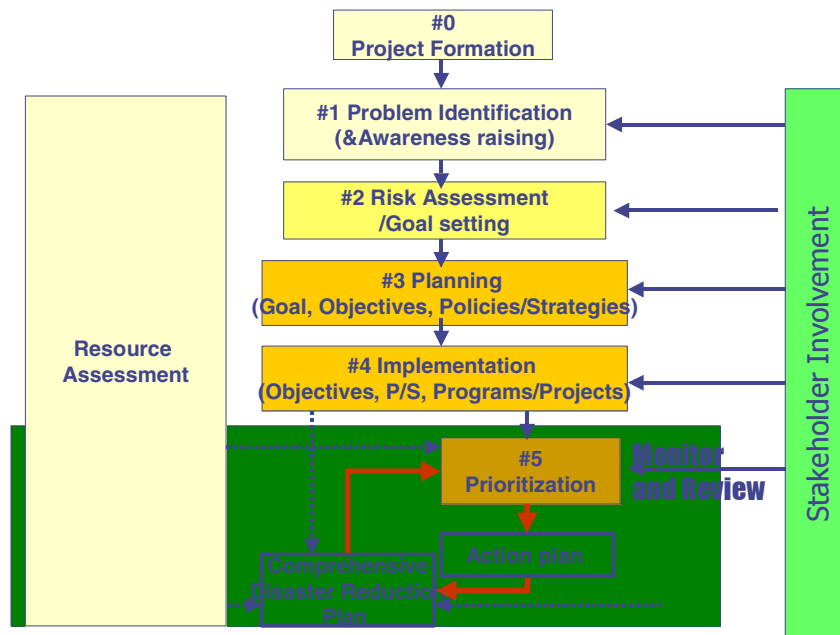 #0
Project Formation
#1 Problem Identification
(&Awareness raising)
#2 Risk Assessment
/Goal setting
#3 Planning
(Goal, Objectives, Policies/Strategies)
Resource
Assessment
#4 Implementation
(Objectives, P/S, Programs/Projects)
#5
Prioritization
Monitor
and Review
Action plan
Comprehensive
Disaster Reduction
Plan
Stakeholder Involvement